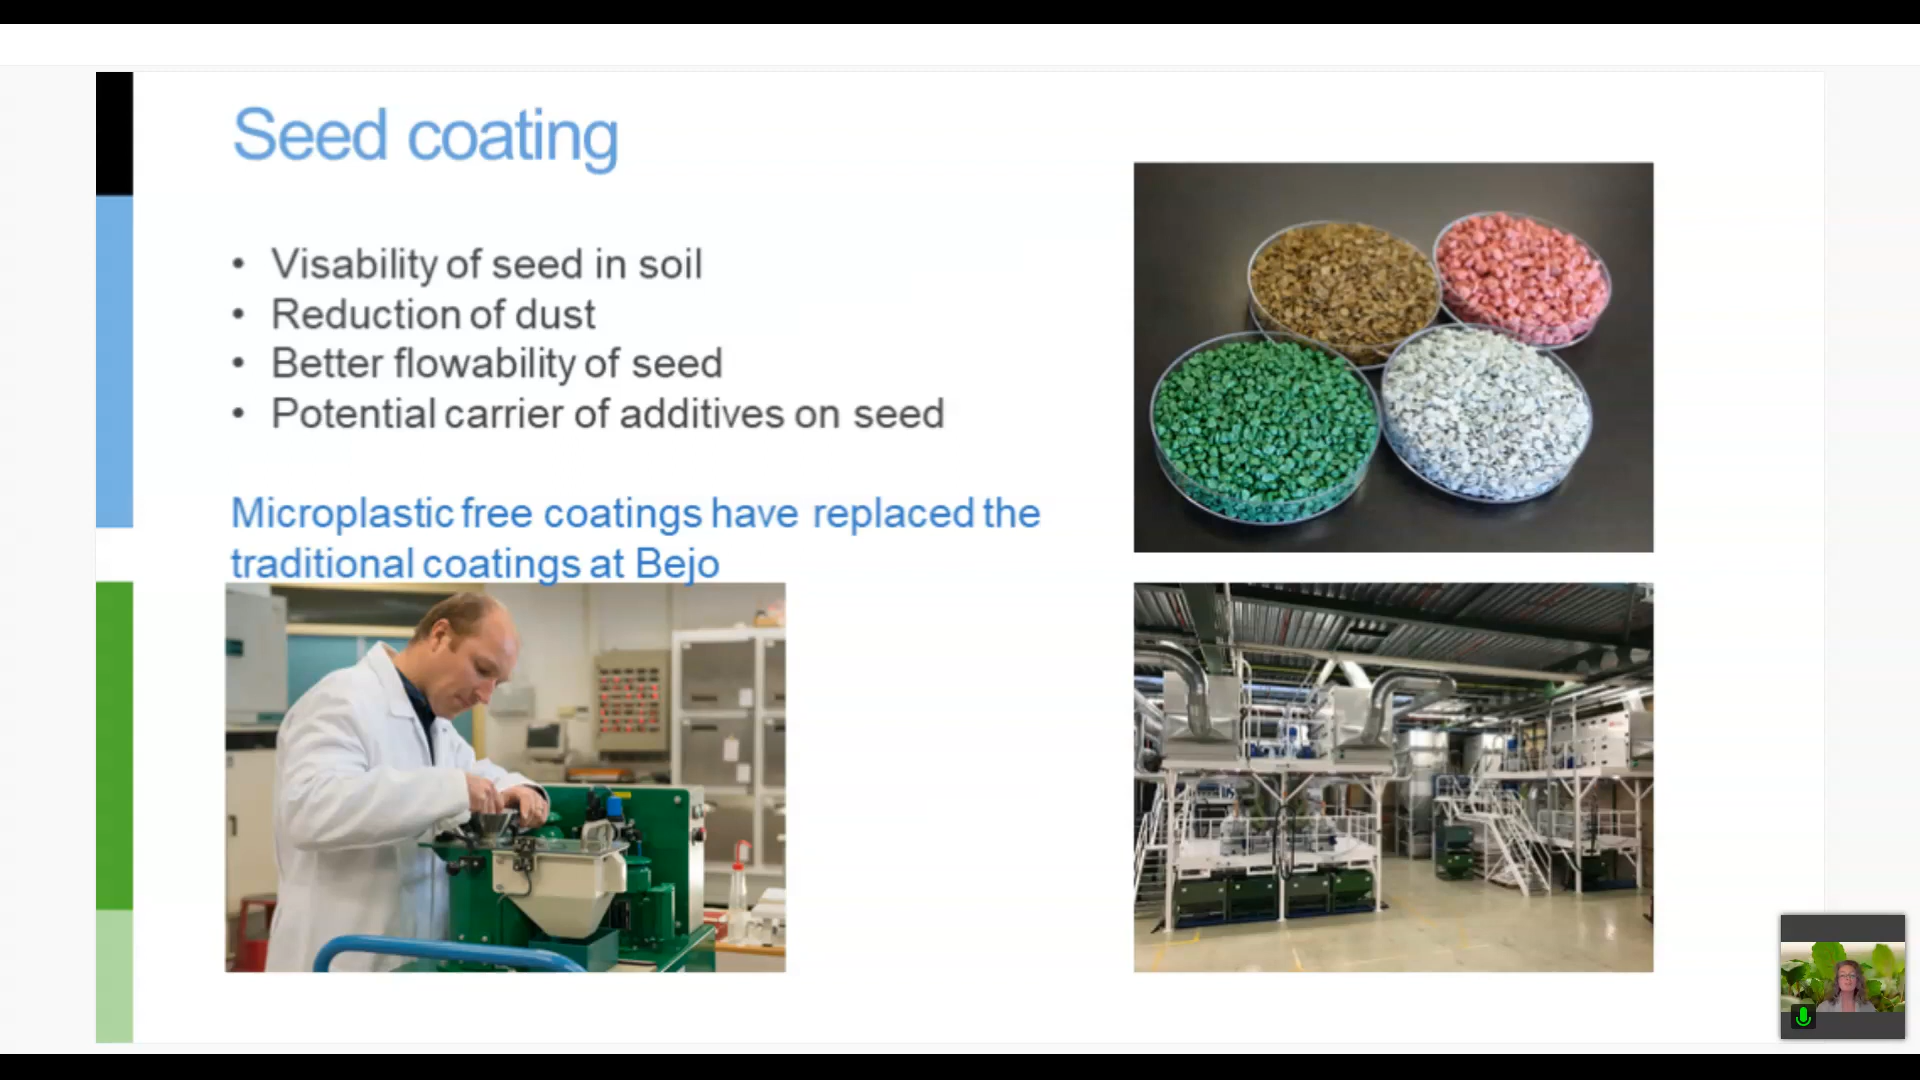 Seed coating
• Visability of seed in soil
• Reduction of dust
• Better flowability of seed
• Potential carrier of additives on seed
Microplastic free coatings have replaced the
traditional coatings at Bejo